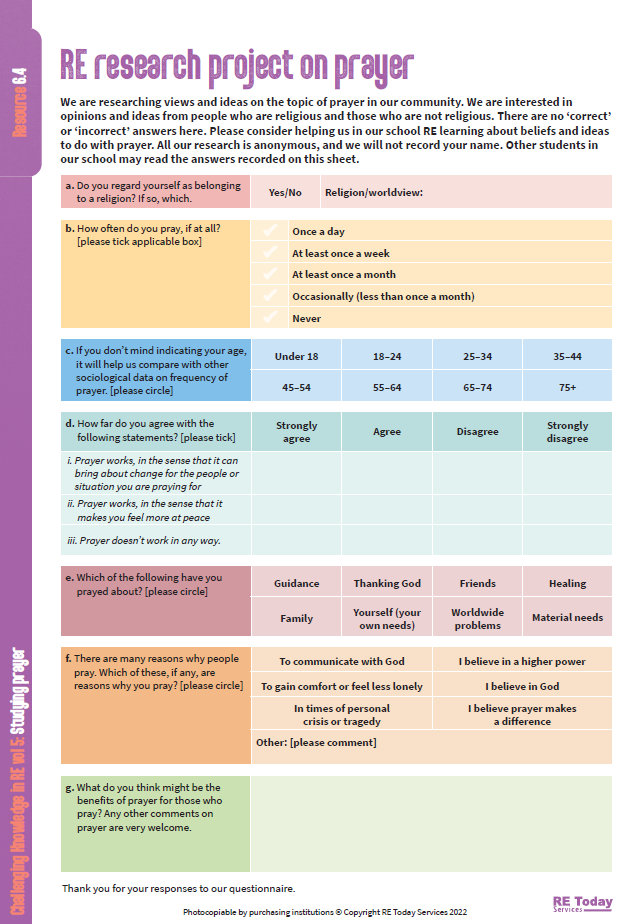 Resource 6.4
RE research project on prayer
We are researching views and ideas on the topic of prayer in our community. We are interested in
opinions and ideas from people who are religious and those who are not religious. There are no ‘correct’
or ‘incorrect’ answers here. Please consider helping us in our school RE learning about beliefs and ideas
to do with prayer. All our research is anonymous, and we will not record your name. Other students in
our school may read the answers recorded on this sheet.
a. Do you regard yourself as belonging
to a religion? If so, which.
Yes/No
Religion/worldview:
b. How often do you pray, if at all?
[please tick applicable box]
Once a day
At least once a week
At least once a month
Occasionally (less than once a month)
Never
c. If you don’t mind indicating your age,
it will help us compare with other
sociological data on frequency of
prayer. [please circle]
Under 18
18–24
25–34
35–44
45–54
55–64
65–74
75+
d. How far do you agree with the
following statements? [please tick]
Strongly
agree
Agree
Disagree
Strongly
disagree
i. Prayer works, in the sense that it can
bring about change for the people or
situation you are praying for
ii. Prayer works, in the sense that it
makes you feel more at peace
iii. Prayer doesn’t work in any way.
e. Which of the following have you
prayed about? [please circle]
Guidance
Thanking God
Friends
Healing
Family
Yourself (your
own needs)
Worldwide
problems
Material needs
f. There are many reasons why people
pray. Which of these, if any, are
reasons why you pray? [please circle]
To communicate with God
I believe in a higher power
To gain comfort or feel less lonely
I believe in God
In times of personal
crisis or tragedy
I believe prayer makes
a difference
Other: [please comment]
g. What do you think might be the
benefits of prayer for those who
pray? Any other comments on
prayer are very welcome.
Thank you for your responses to our questionnaire.
Challenging Knowledge in RE vol 5: Studying prayer
Photocopiable by purchasing institutions © Copyright RE Today Services 2022
RE Today
Services